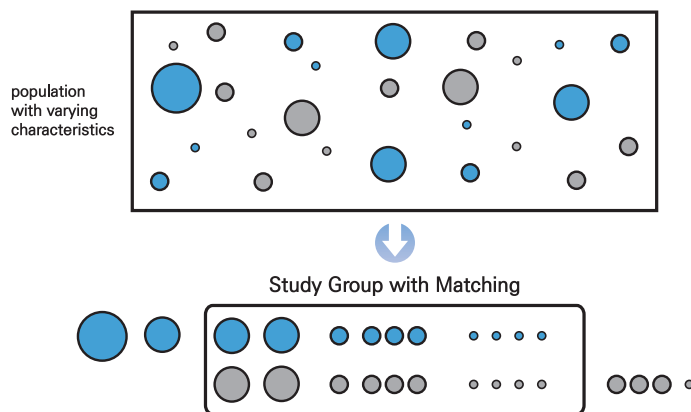 population
with varying
characteristics
Study Group with Matching